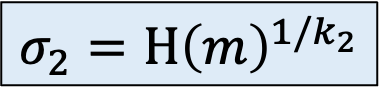 σ₂ = H(m)^{1/k₂}